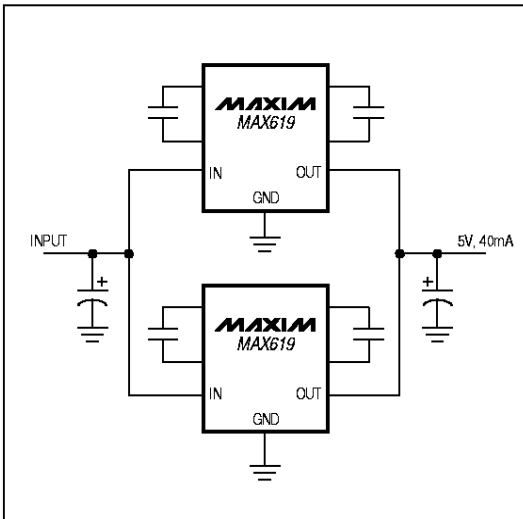 MAXIM
MAX619
IN
OUT
GND
INPUT
+
5V, 40mA
+
MAXIM
MAX619
IN
OUT
GND